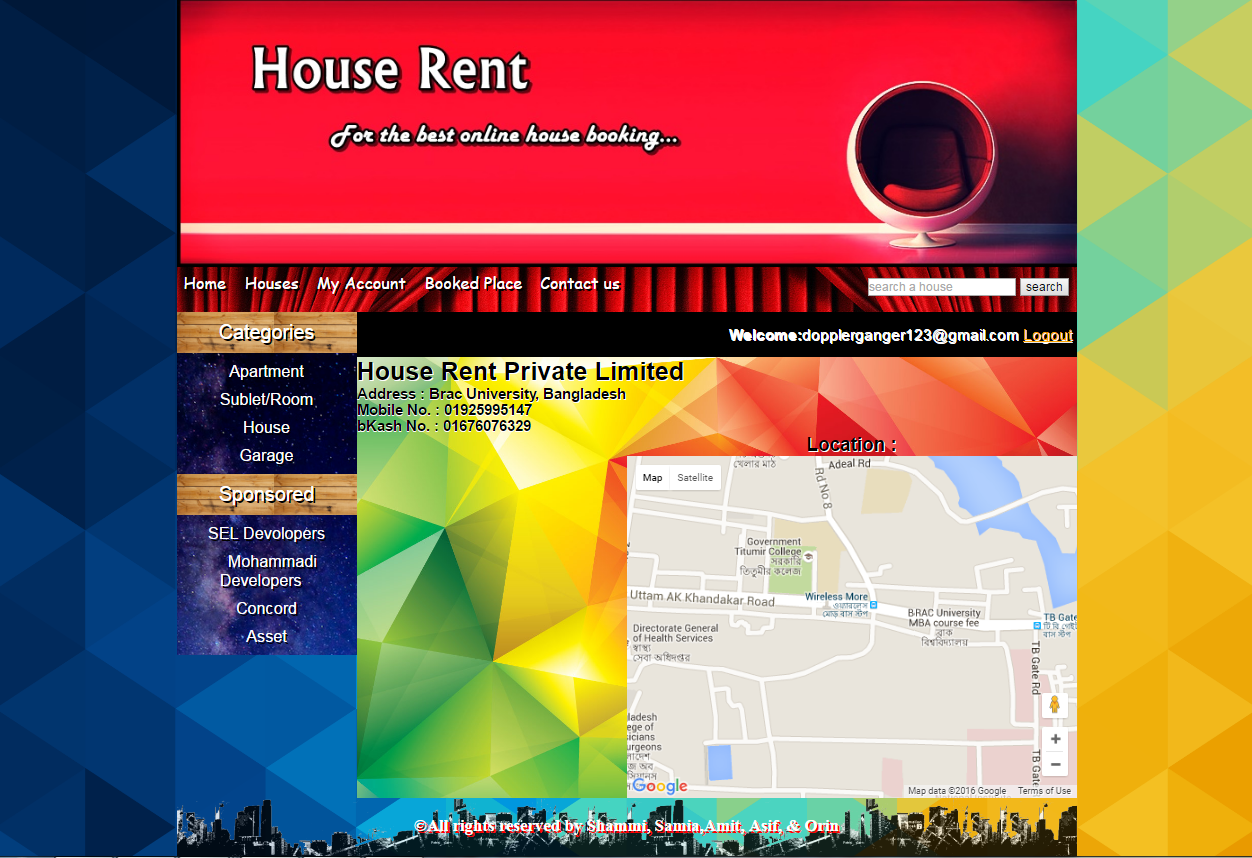 House Rent
For the best online house booking...
Home Houses My Account Booked Place Contact us
search a house search
Categories
Welcome:dopplerganger123@gmail.com Logout
Apartment
Sublet/Room
House
Garage
Sponsored
SEL Devolopers
Mohammadi
Developers
Concord
Asset
House Rent Private Limited
Address : Brac University, Bangladesh
Mobile No. : 01925995147
bKash No. : 01676076329
Location :
খেলার মাঠ
Adeal Rd
Map Satellite
Rd No 8
Government
Titumir College
সরকারি
তিতুমীর কলেজ
Uttam AK Khandakar Road
Wireless More
ওয়্যারলেস
মোড় বাস স্টপ
BRAC University
MBA course fee
ব্র্যাক
বিশ্ববিদ্যালয়
TB Gate
টি বি গেইট
বাস স্টপ
Directorate General
of Health Services
স্বাস্থ্য
সেবা অধিদপ্তর
TB Gate Rd
TB Gate
ladesh
ege of
sicians
urgeons
Google
Map data ©2016 Google Terms of Use
©All rights reserved by Shammi, Samia,Amit, Asif, & Orin